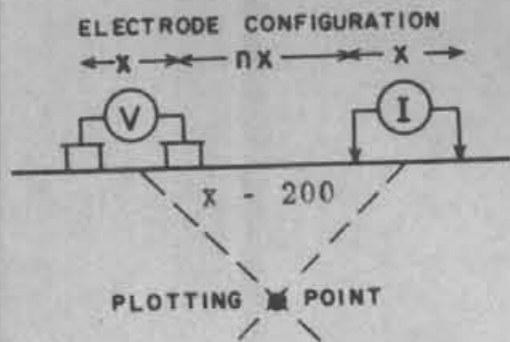 ELECTRODE CONFIGURATION
x nx x
V I
x - 200
PLOTTING POINT